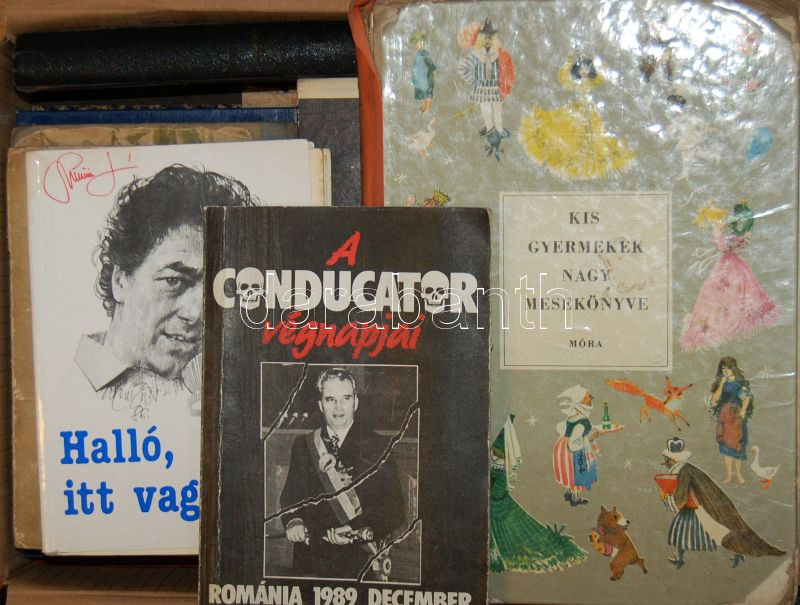 Halló,
itt vag
A
CONDUCATOR
végnapjai
ROMÁNIA 1989 DECEMBER
KIS
GYERMEKEK
NAGY
MESEKÖNYVE
MÓRA
darabanth